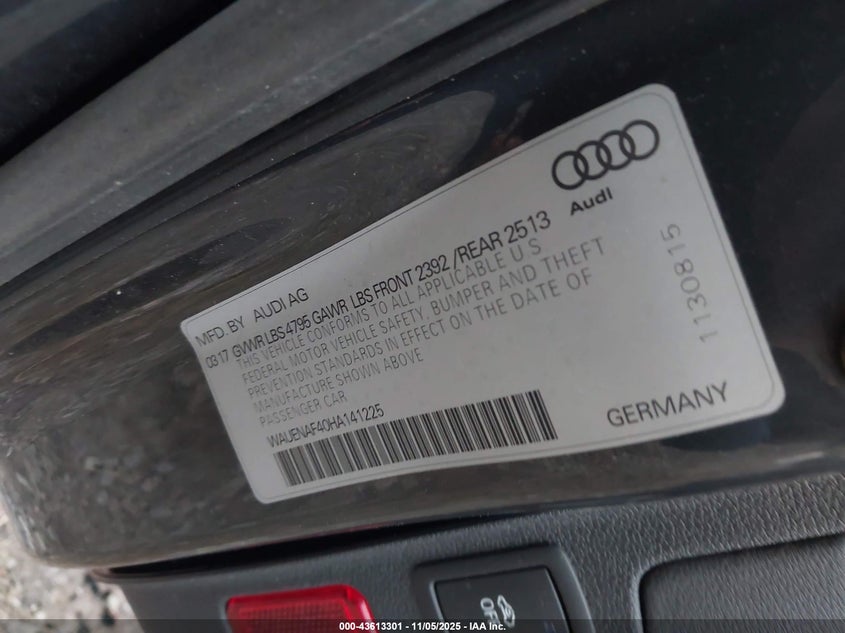 Audi
MFD. BY AUDI AG
03 17 GVWR LBS 4795 GAWR LBS FRONT 2392 / REAR 2513
THIS VEHICLE CONFORMS TO ALL APPLICABLE U S
FEDERAL MOTOR VEHICLE SAFETY, BUMPER AND THEFT
PREVENTION STANDARDS IN EFFECT ON THE DATE OF
MANUFACTURE SHOWN ABOVE
PASSENGER CAR
WAUENAF40HA141225
GERMANY
1130815
000-43613301 - 11/05/2025 - IAA Inc.